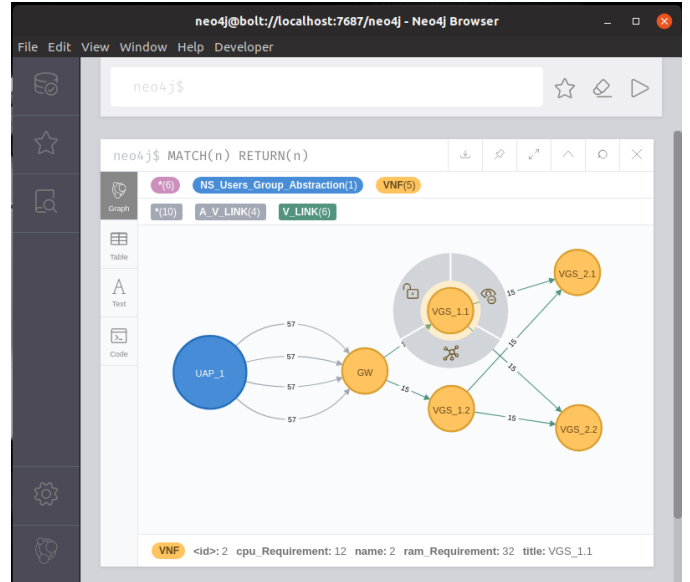 neo4j@bolt://localhost:7687/neo4j - Neo4j Browser
File Edit View Window Help Developer
neo4j$
neo4j$ MATCH(n) RETURN(n)
*(6) NS_Users_Group_Abstraction(1) VNF(5)
*(10) A_V_LINK(4) V_LINK(6)
Graph
Table
A
Text
Code
UAP_1
57
57
57
57
GW
15
VGS_1.1
VGS_1.2
15
15
15
15
VGS_2.1
VGS_2.2
VNF <id>: 2 cpu_Requirement: 12 name: 2 ram_Requirement: 32 title: VGS_1.1